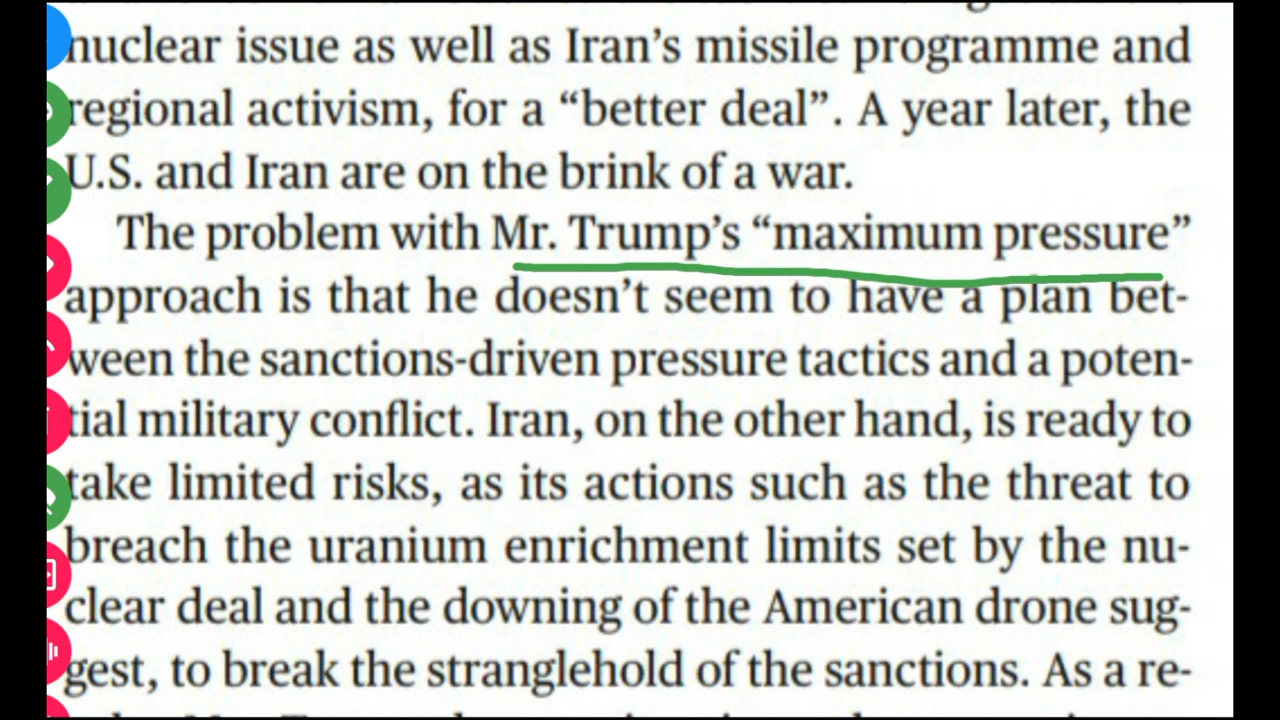 nuclear issue as well as Iran’s missile programme and
regional activism, for a “better deal”. A year later, the
U.S. and Iran are on the brink of a war.
The problem with Mr. Trump’s “maximum pressure”
approach is that he doesn’t seem to have a plan bet-
ween the sanctions-driven pressure tactics and a poten-
tial military conflict. Iran, on the other hand, is ready to
take limited risks, as its actions such as the threat to
breach the uranium enrichment limits set by the nu-
clear deal and the downing of the American drone sug-
gest, to break the stranglehold of the sanctions. As a re-